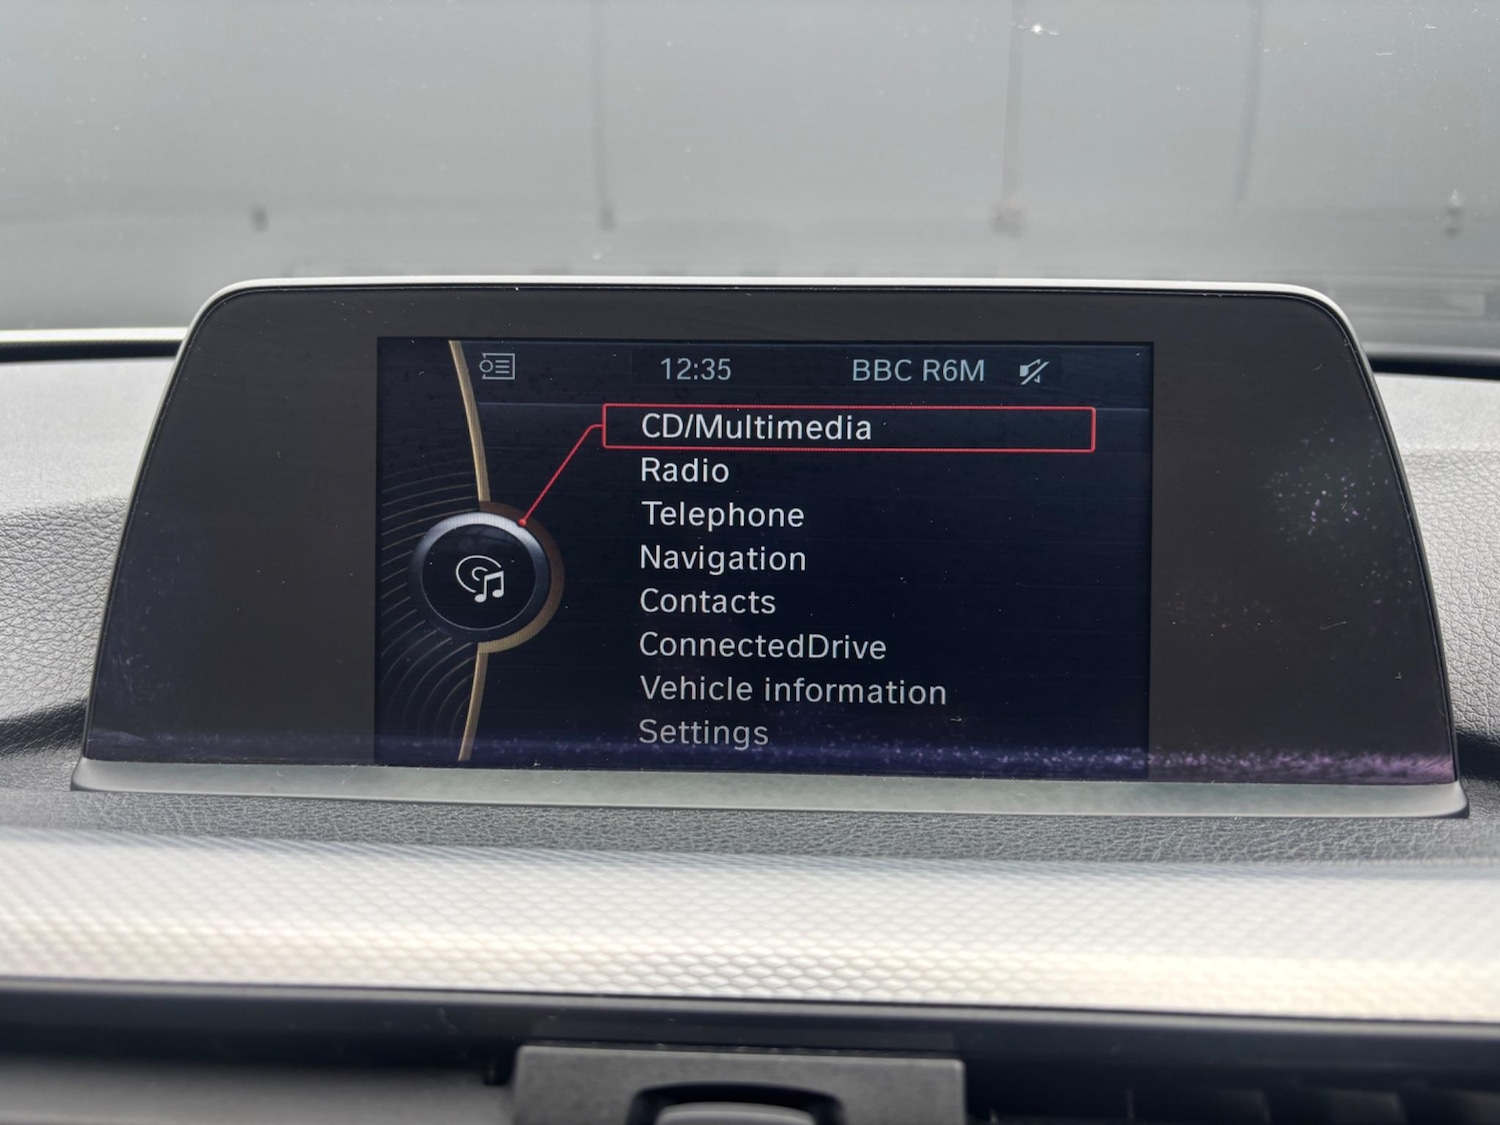 12:35 BBC R6M
CD/Multimedia
Radio
Telephone
Navigation
Contacts
ConnectedDrive
Vehicle information
Settings